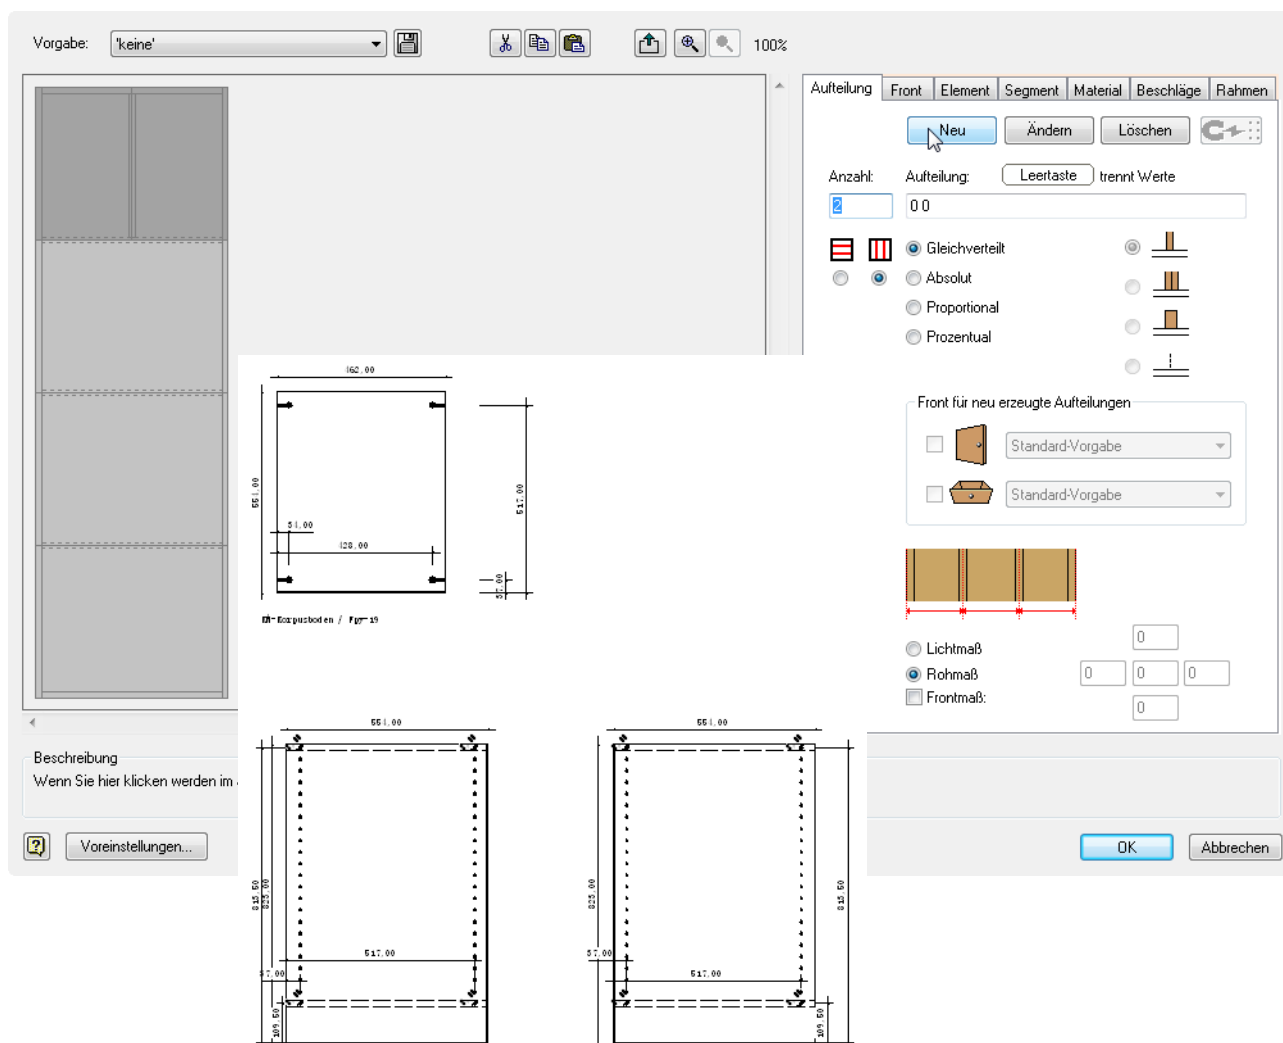 Vorgabe: 'keine' 100%
Aufteilung Front Element Segment Material Beschläge Rahmen
Neu Ändern Löschen
Anzahl: Aufteilung: Leertaste trennt Werte
2 0 0
Gleichverteilt
Absolut
Proportional
Prozentual
Front für neu erzeugte Aufteilungen
Standard-Vorgabe
Standard-Vorgabe
Lichtmaß
Rohmaß
Frontmaß:
0
0 0 0
0
462,00
551,00
517,00
51,00
428,00
37,00
551,00
551,00
815,50
825,00
517,00
37,00
109,50
825,00
815,50
37,00
517,00
109,50
Beschreibung
Wenn Sie hier klicken werden im
Voreinstellungen...
OK Abbrechen